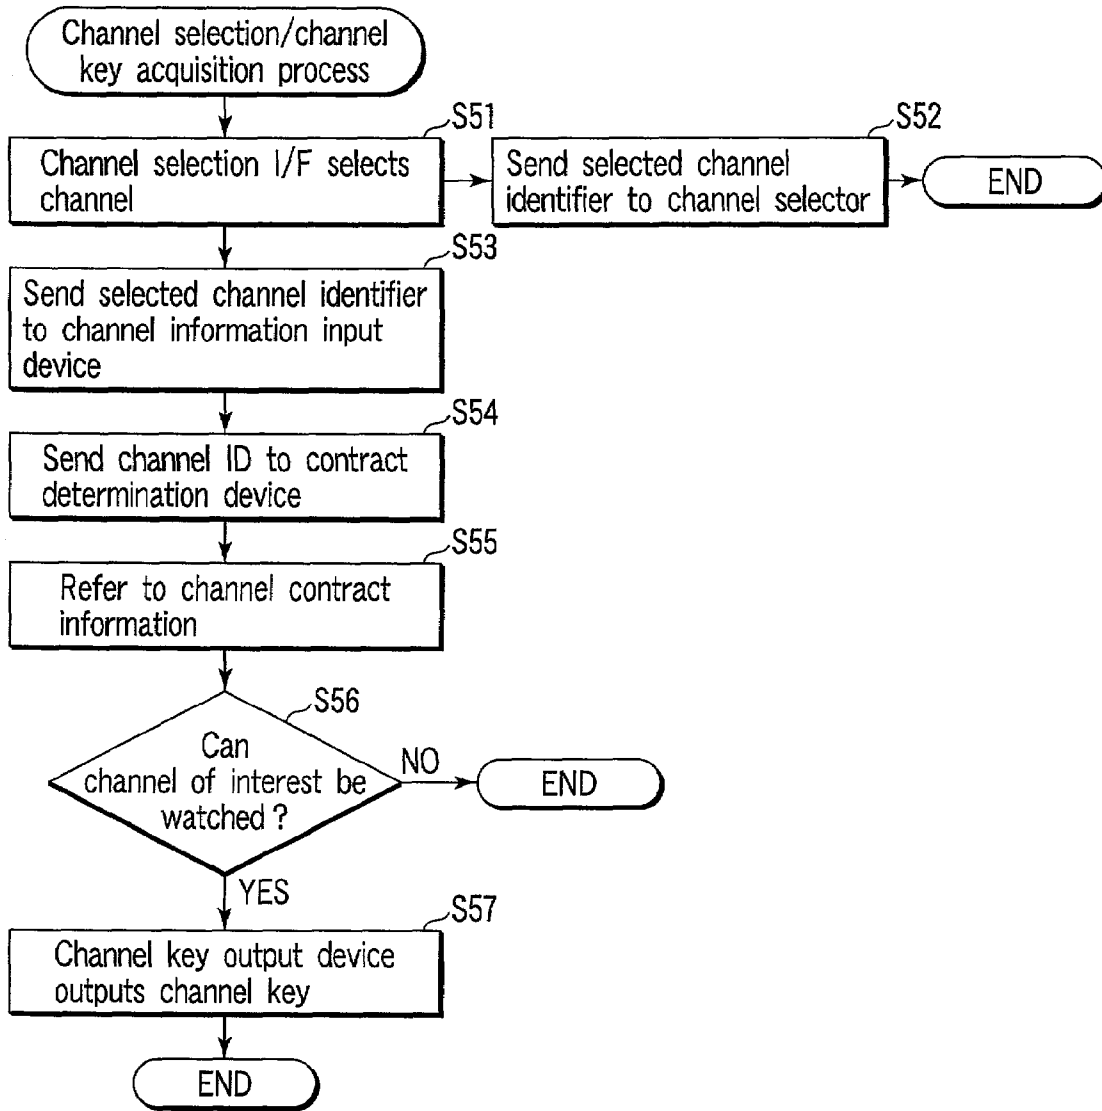 Channel selection/channel
key acquisition process
S51
Channel selection I/F selects
channel
S52
Send selected channel
identifier to channel selector
END
S53
Send selected channel identifier
to channel information input
device
S54
Send channel ID to contract
determination device
S55
Refer to channel contract
information
S56
Can
channel of interest be
watched?
NO
END
YES
S57
Channel key output device
outputs channel key
END